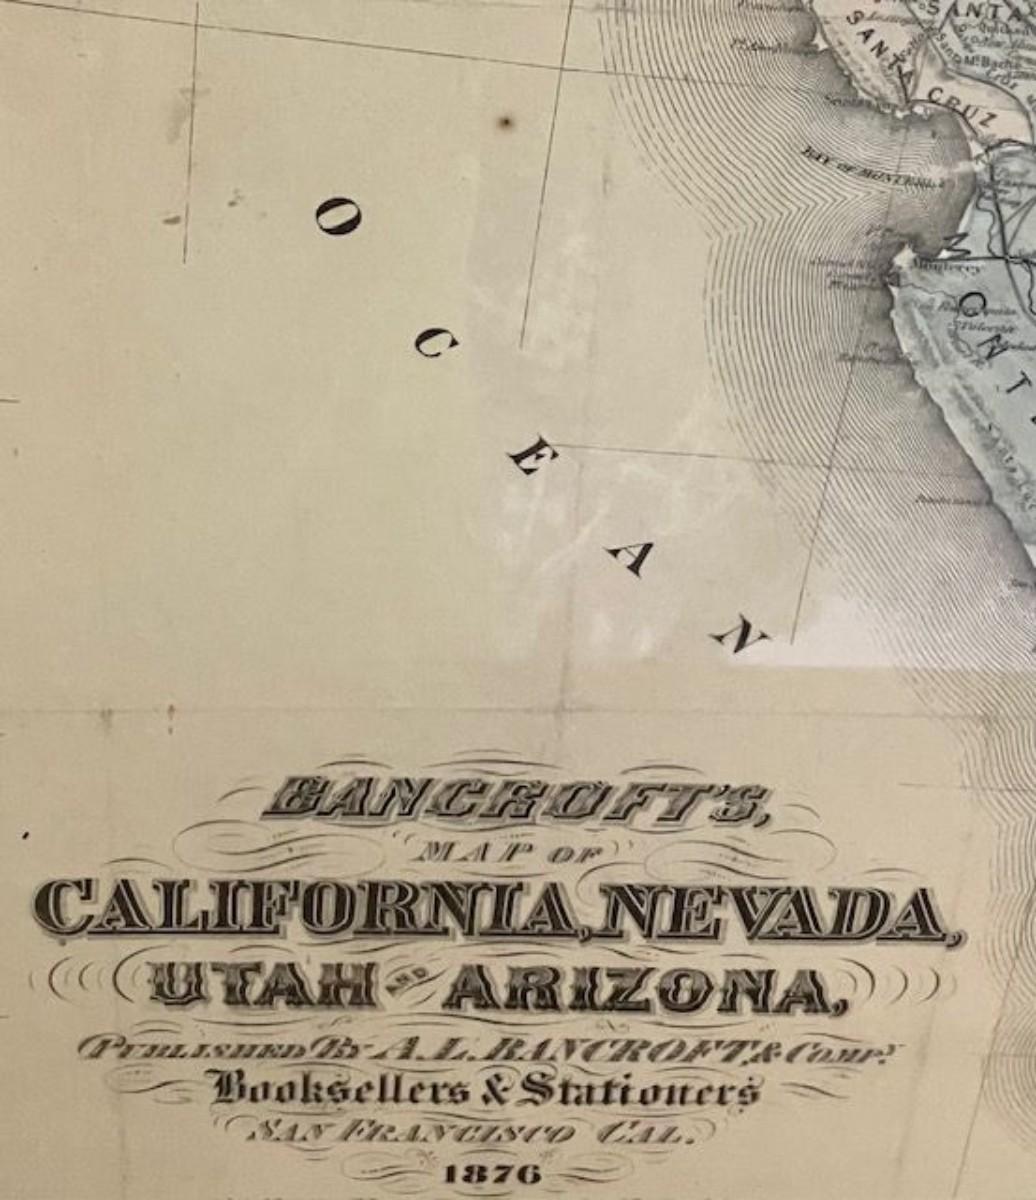 SANTA
SANTA
CRUZ
BAY OF MONTEREY
Monterey
M O N T
OCEAN
BANCROFT'S,
MAP OF
CALIFORNIA, NEVADA,
UTAH AND ARIZONA,
PUBLISHED BY A.L. BANCROFT, & COMPY.
Booksellers & Stationers
SAN FRANCISCO CAL.
1876